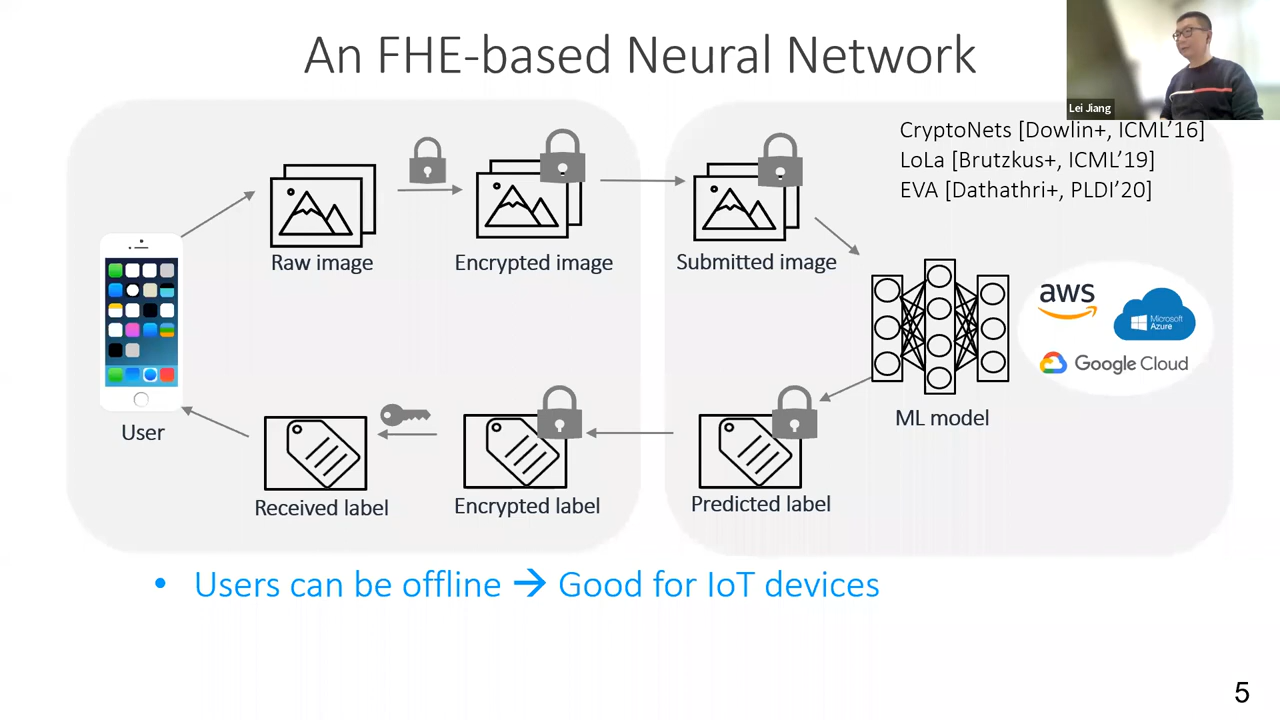 An FHE-based Neural Network
Lei Jiang
CryptoNets [Dowlin+, ICML’16]
LoLa [Brutzkus+, ICML’19]
EVA [Dathathri+, PLDI’20]
Raw image
Encrypted image
Submitted image
aws
Microsoft
Azure
Google Cloud
ML model
User
Received label
Encrypted label
Predicted label
• Users can be offline → Good for IoT devices
5